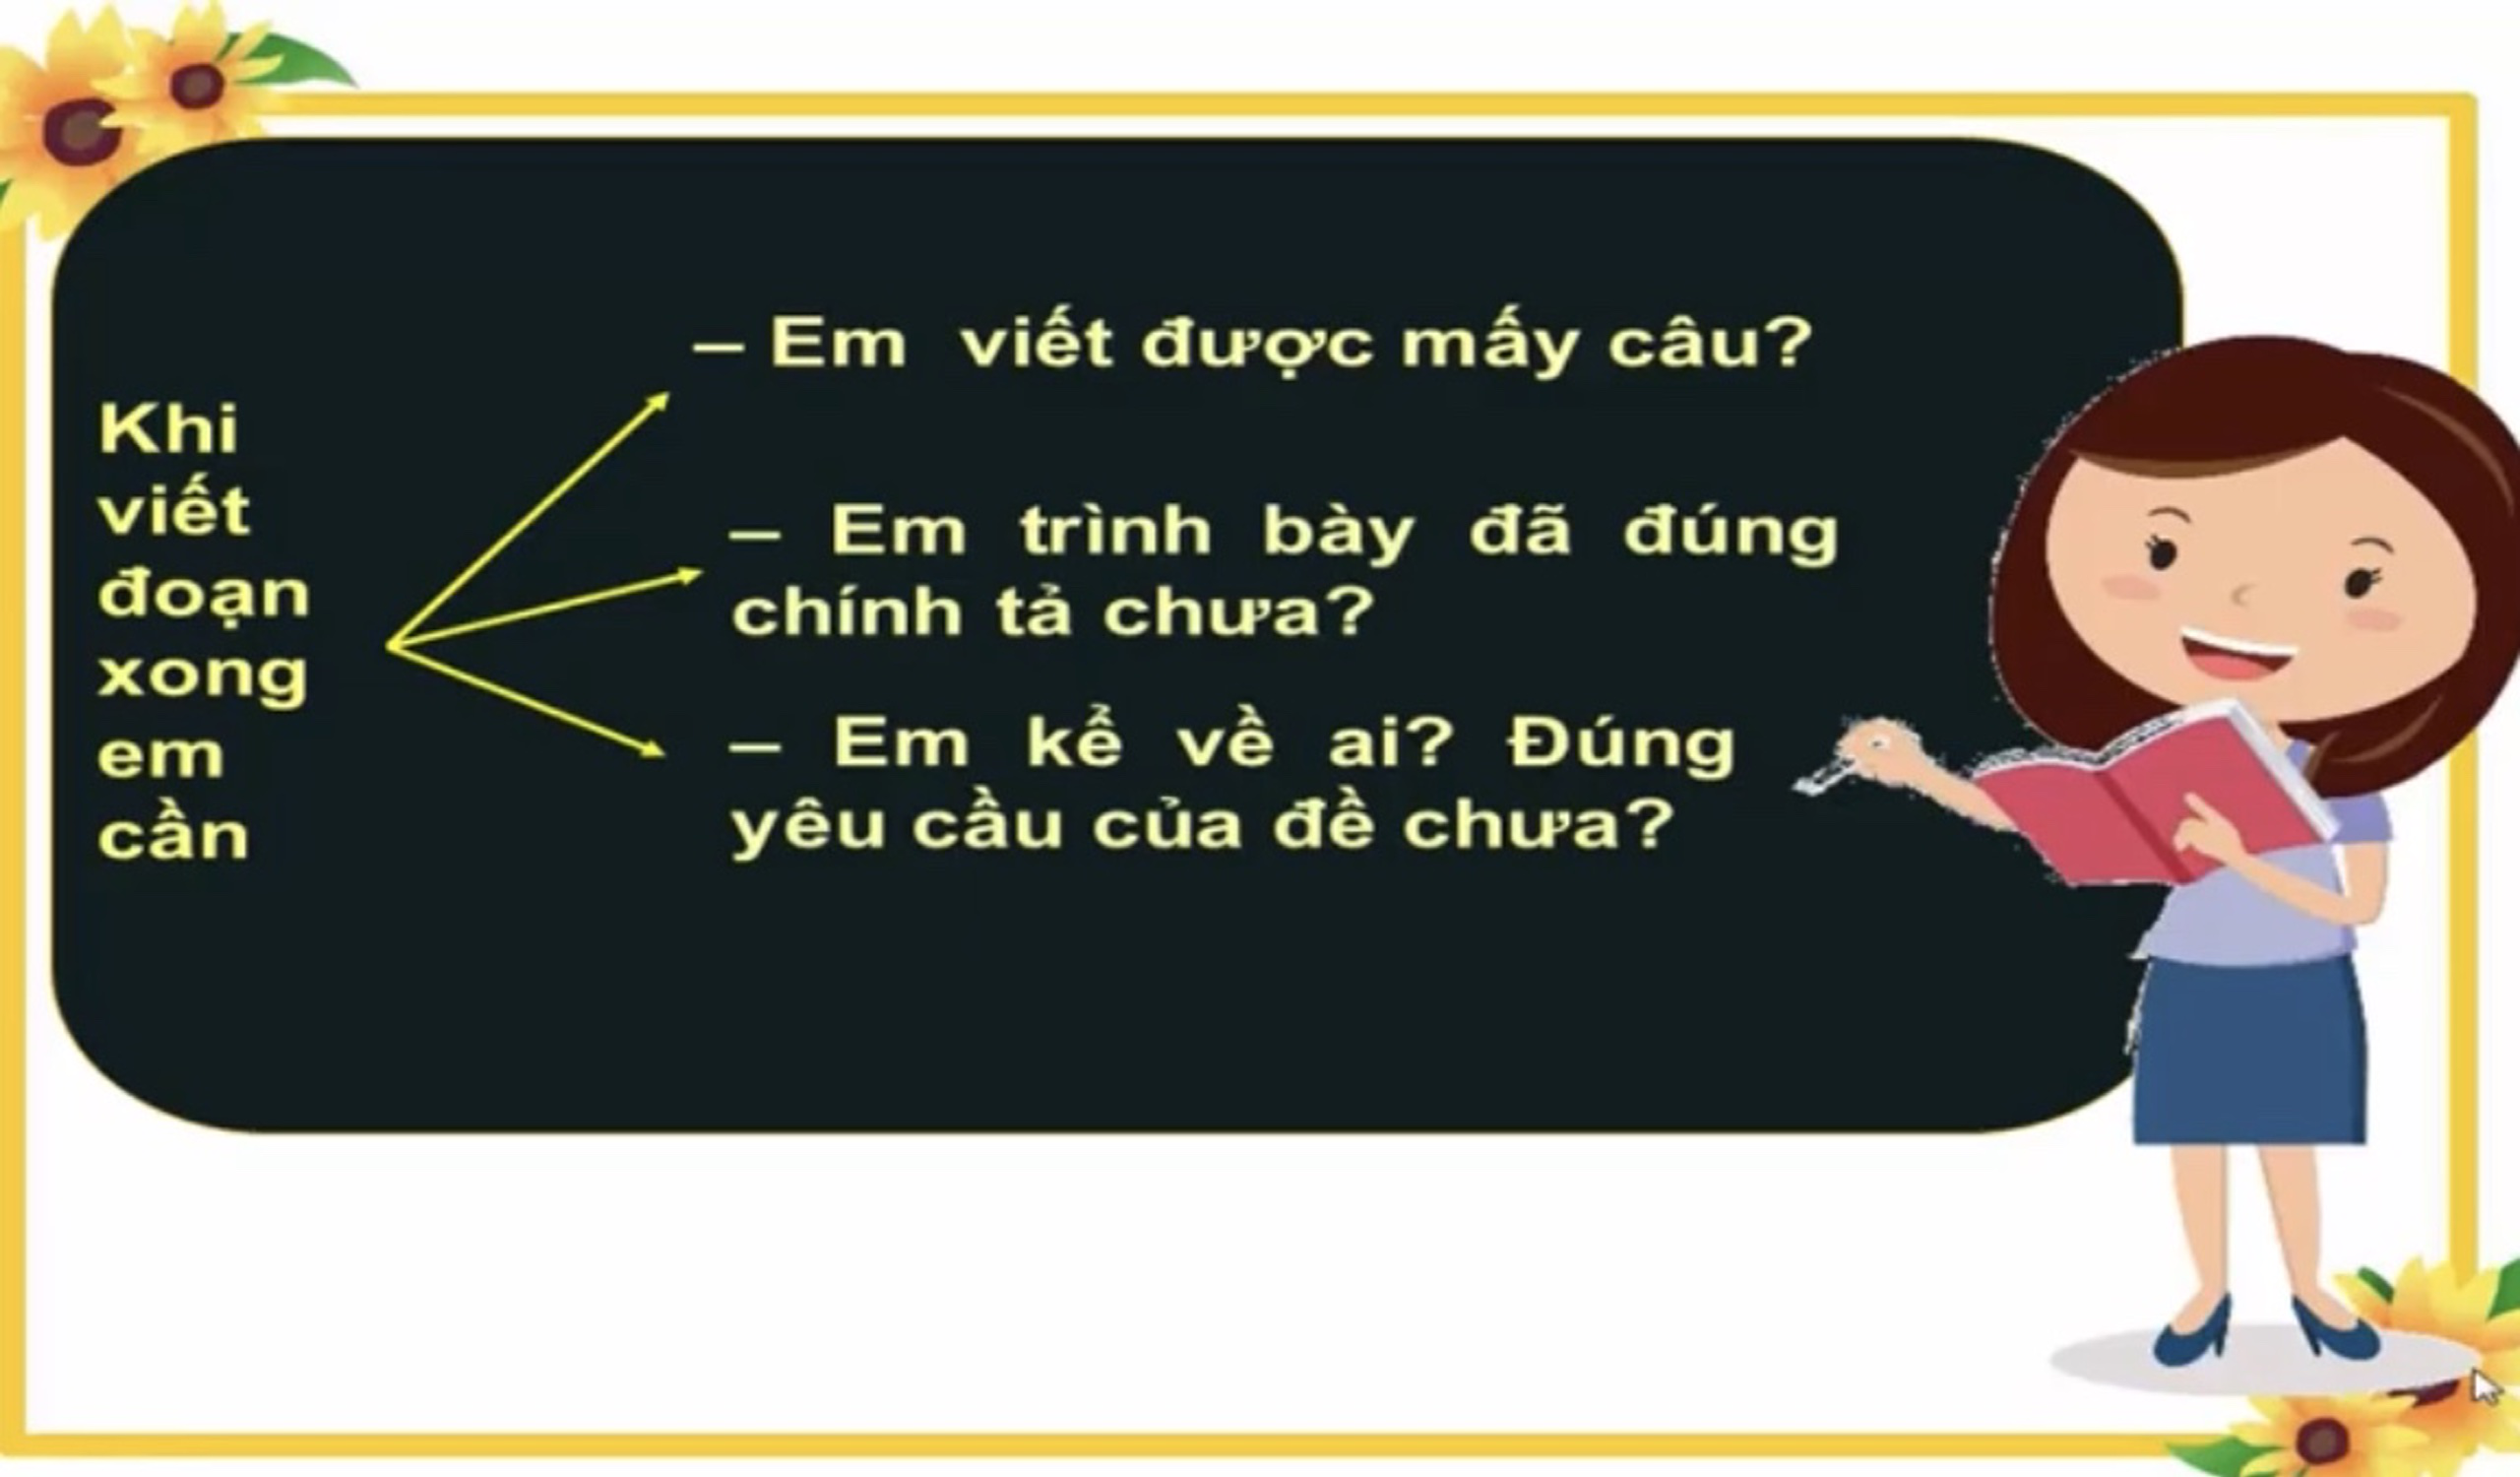 Khi
viết
đoạn
xong
em
cần
– Em viết được mấy câu?
– Em trình bày đã đúng
chính tả chưa?
– Em kể về ai? Đúng
yêu cầu của đề chưa?